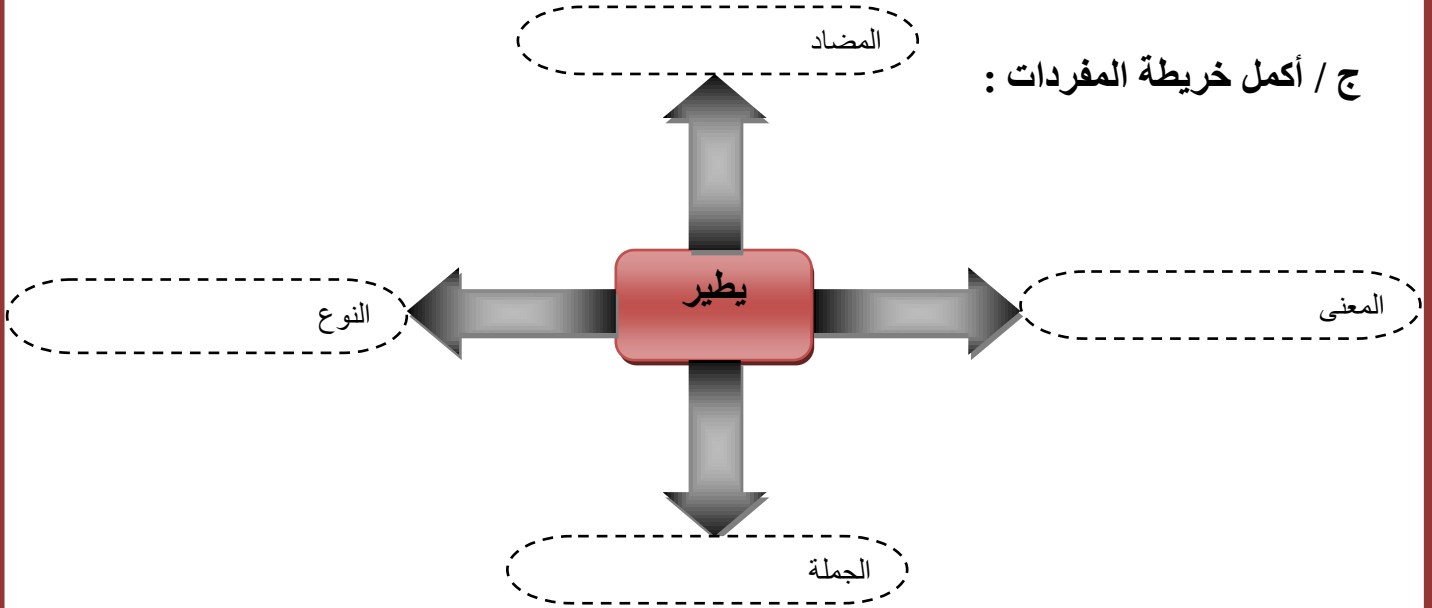 المضاد
ج / أكمل خريطة المفردات :
يطير
المعنى
النوع
الجملة